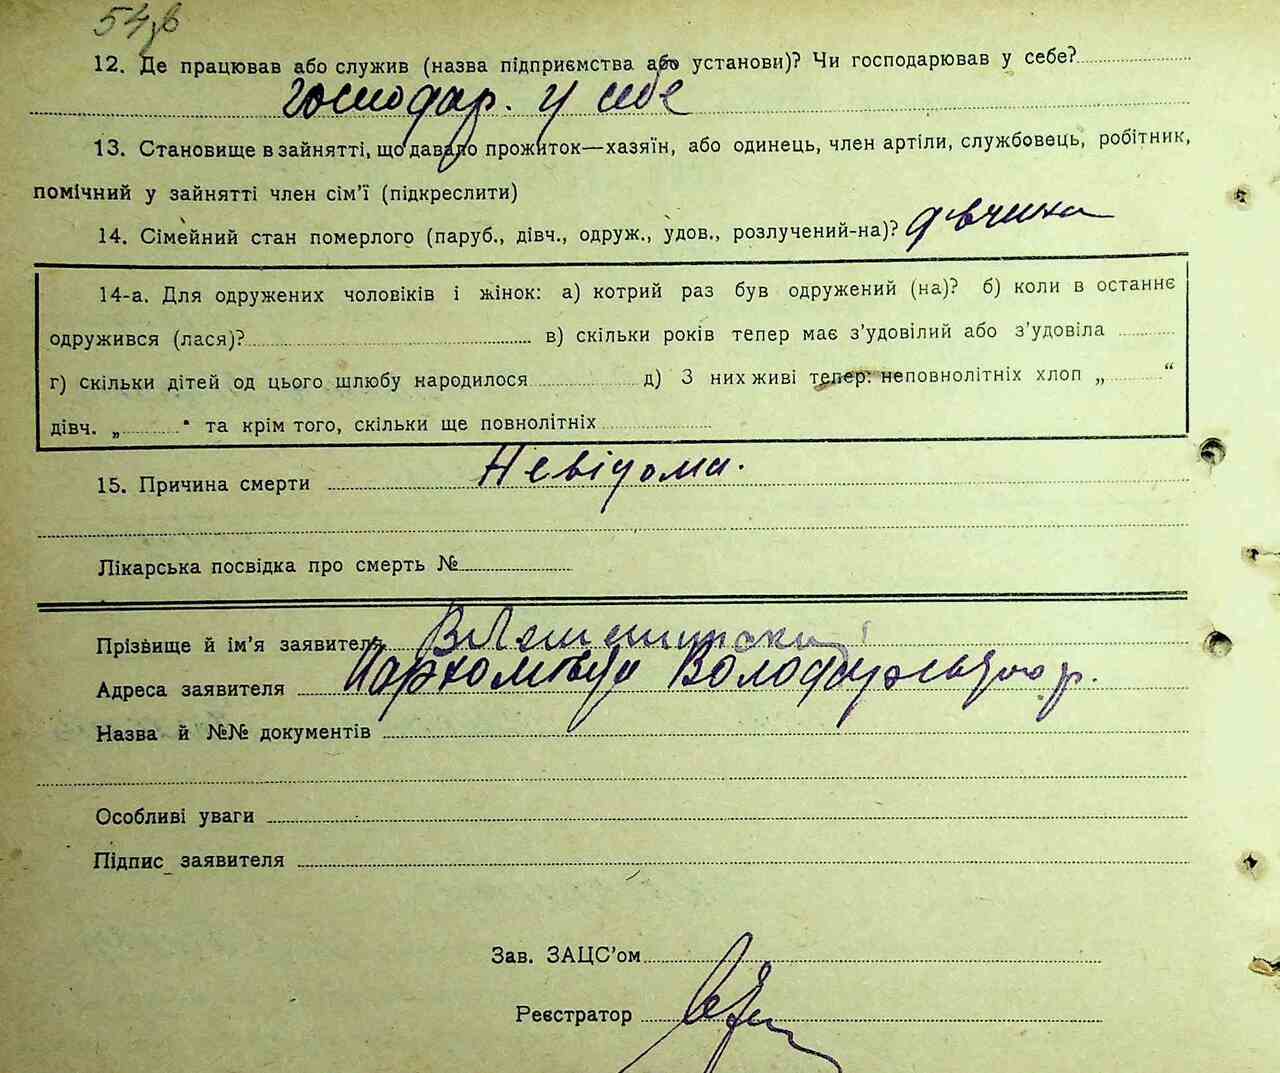 54зв
12. Де працював або служив (назва підприємства або установи)? Чи господарював у себе?
господар. у себе
13. Становище в зайнятті, що давало прожиток—хазяїн, або одинець, член артіли, службовець, робітник,
помічний у зайнятті член сім'ї (підкреслити)
14. Сімейний стан померлого (паруб., дівч., одруж., удов., розлучений-на)? дівчина
14-а. Для одружених чоловіків і жінок: а) котрий раз був одружений (на)? б) коли в останнє
одружився (лася)? в) скільки років тепер має з'удовілий або з'удовіла
г) скільки дітей од цього шлюбу народилося д) З них живі тепер: неповнолітніх хлоп „ “
дівч. „ “ та крім того, скільки ще повнолітніх
15. Причина смерти Невідома.
Лікарська посвідка про смерть №
Прізвище й ім'я заявителя
Адреса заявителя Пархомівка Володарського р.
Назва й №№ документів
Особливі уваги
Підпис заявителя
Зав. ЗАЦС'ом
Реєстратор